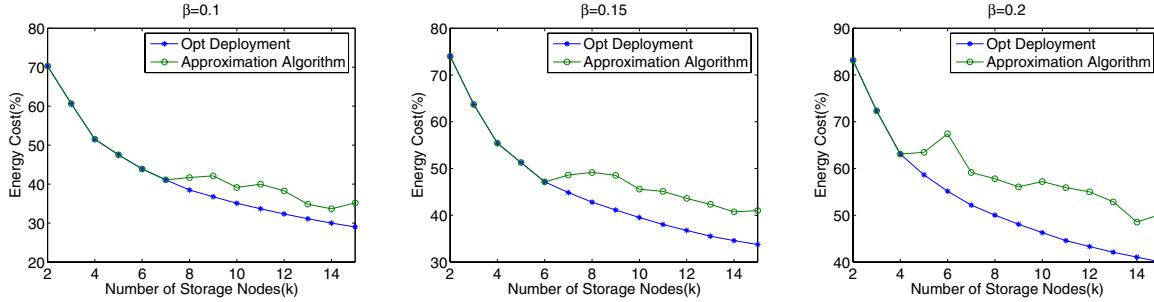 β=0.1
80
70
60
50
40
30
20
2 4 6 8 10 12 14
Energy Cost(%)
Number of Storage Nodes(k)
Opt Deployment
Approximation Algorithm
β=0.15
80
70
60
50
40
30
2 4 6 8 10 12 14
Energy Cost(%)
Number of Storage Nodes(k)
Opt Deployment
Approximation Algorithm
β=0.2
90
80
70
60
50
40
2 4 6 8 10 12 14
Energy Cost(%)
Number of Storage Nodes(k)
Opt Deployment
Approximation Algorithm